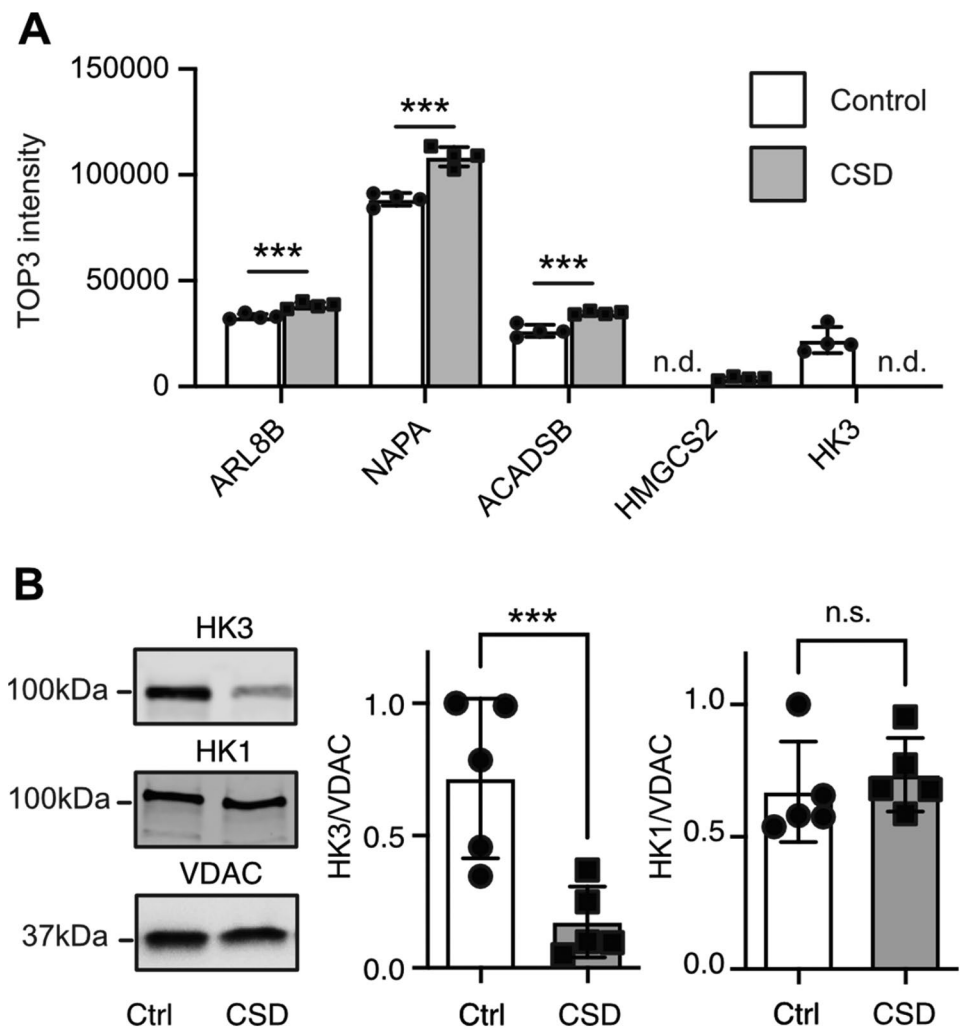 A
TOP3 intensity
150000
100000
50000
0
***
***
***
n.d.
n.d.
Control
CSD
ARL8B
NAPA
ACADSB
HMGCS2
HK3
B
HK3
100kDa
HK1
100kDa
VDAC
37kDa
Ctrl CSD
***
HK3/VDAC
1.0
0.5
0.0
Ctrl CSD
n.s.
HK1/VDAC
1.0
0.5
0.0
Ctrl CSD